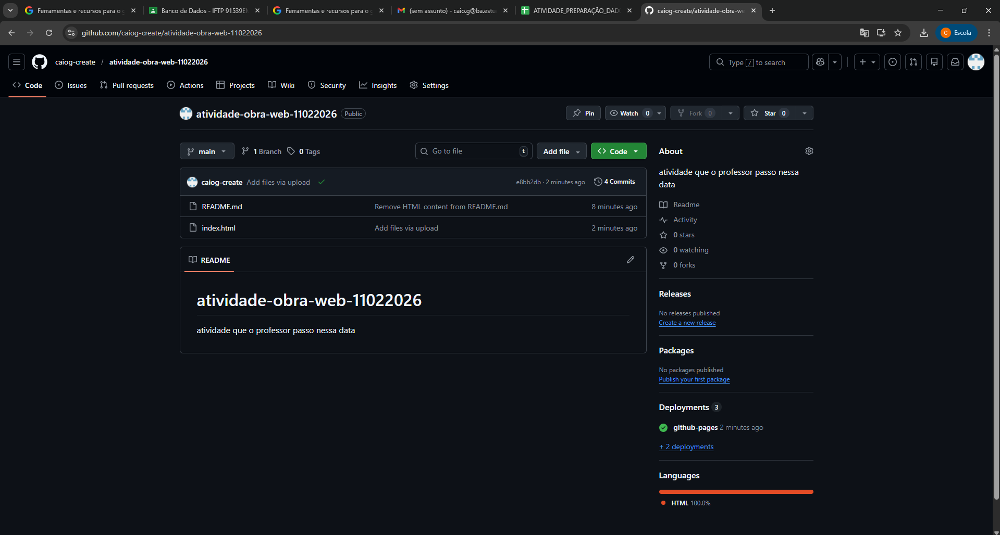 Ferramentas e recursos para o g
Banco de Dados - IFTP 91539EM
Ferramentas e recursos para o g
(sem assunto) - caio.g@ba.estu
ATIVIDADE_PREPARAÇÃO_DADO
caiog-create/atividade-obra-we
github.com/caiog-create/atividade-obra-web-11022026
C Escola
caiog-create / atividade-obra-web-11022026
Type / to search
Code Issues Pull requests Actions Projects Wiki Security Insights Settings
atividade-obra-web-11022026 Public
Pin Watch 0 Fork 0 Star 0
main 1 Branch 0 Tags
Go to file t Add file Code
caiog-create Add files via upload e8bb2db · 2 minutes ago 4 Commits
README.md Remove HTML content from README.md 8 minutes ago
index.html Add files via upload 2 minutes ago
README
atividade-obra-web-11022026
atividade que o professor passo nessa data
About
atividade que o professor passo nessa
data
Readme
Activity
0 stars
0 watching
0 forks
Releases
No releases published
Create a new release
Packages
No packages published
Publish your first package
Deployments 3
github-pages 2 minutes ago
+ 2 deployments
Languages
HTML 100.0%